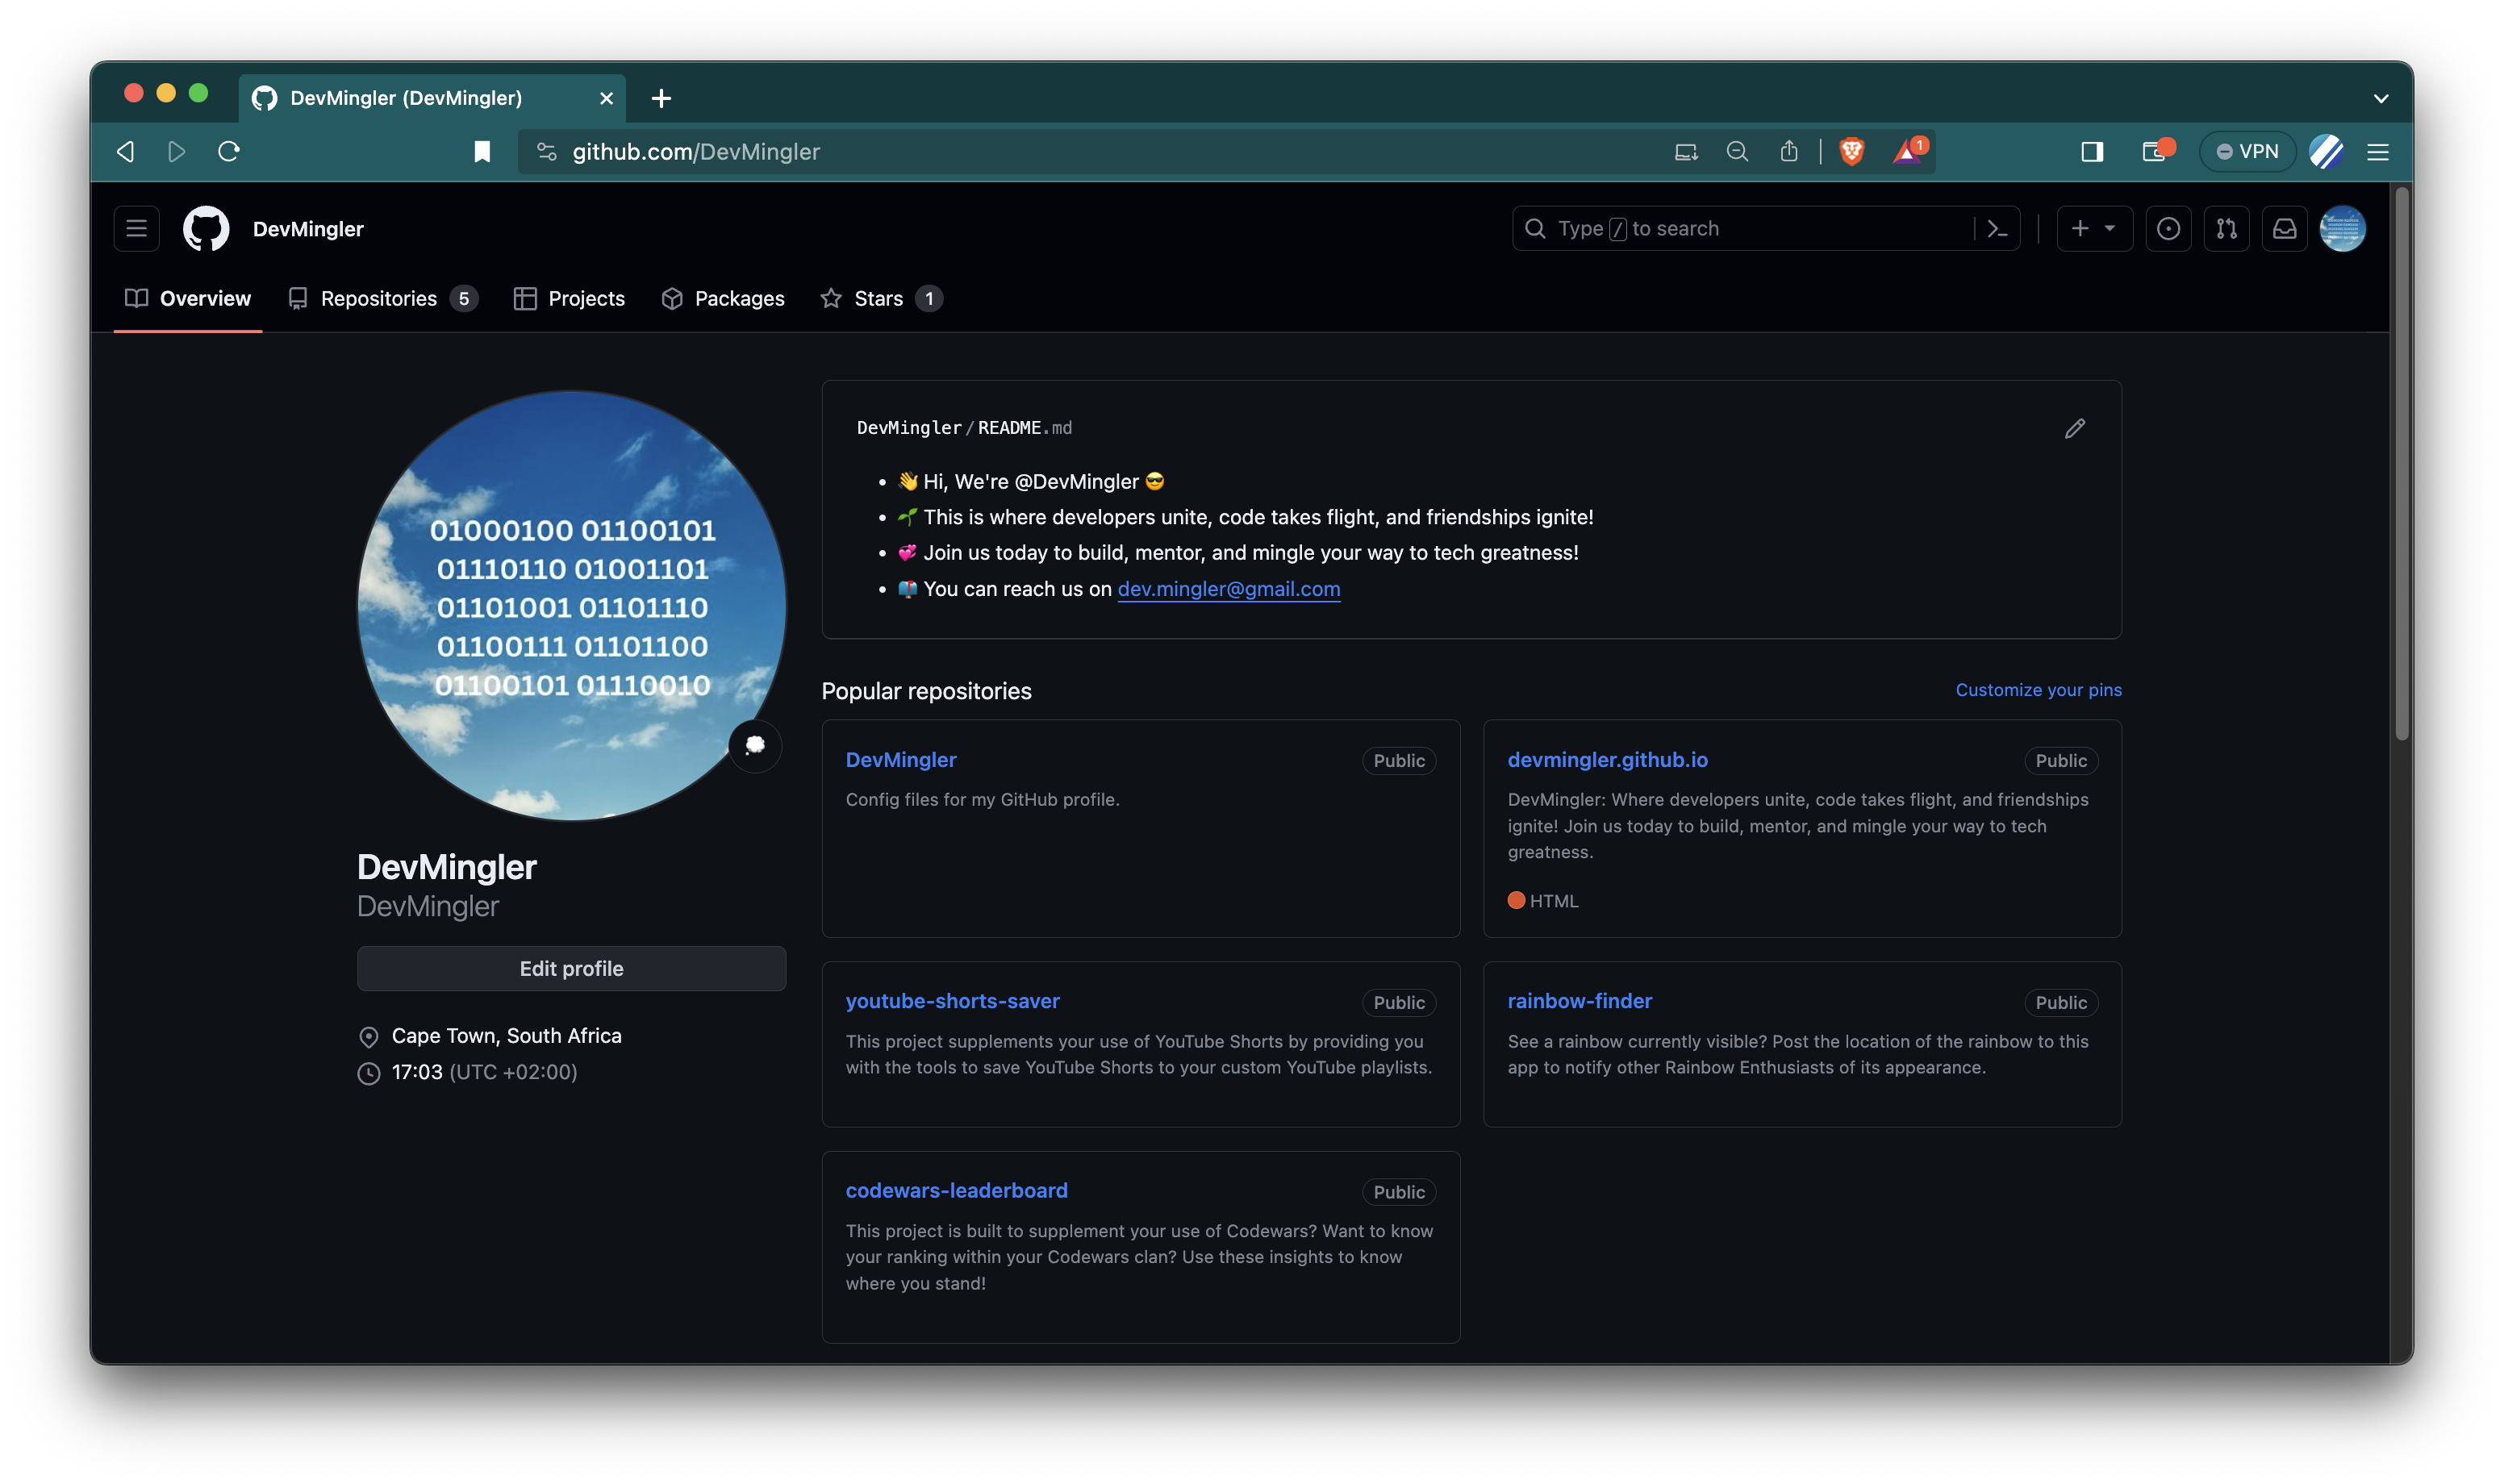 DevMingler (DevMingler)
github.com/DevMingler
1
VPN
DevMingler
Type / to search
Overview
Repositories 5
Projects
Packages
Stars 1
01000100 01100101
01110110 01001101
01101001 01101110
01100111 01101100
01100101 01110010
DevMingler
DevMingler
Edit profile
Cape Town, South Africa
17:03 (UTC +02:00)
DevMingler/README.md
👋 Hi, We're @DevMingler 😎
🌱 This is where developers unite, code takes flight, and friendships ignite!
💞️ Join us today to build, mentor, and mingle your way to tech greatness!
📫 You can reach us on dev.mingler@gmail.com
Popular repositories
Customize your pins
DevMingler
Public
Config files for my GitHub profile.
devmingler.github.io
Public
DevMingler: Where developers unite, code takes flight, and friendships
ignite! Join us today to build, mentor, and mingle your way to tech
greatness.
HTML
youtube-shorts-saver
Public
This project supplements your use of YouTube Shorts by providing you
with the tools to save YouTube Shorts to your custom YouTube playlists.
rainbow-finder
Public
See a rainbow currently visible? Post the location of the rainbow to this
app to notify other Rainbow Enthusiasts of its appearance.
codewars-leaderboard
Public
This project is built to supplement your use of Codewars? Want to know
your ranking within your Codewars clan? Use these insights to know
where you stand!